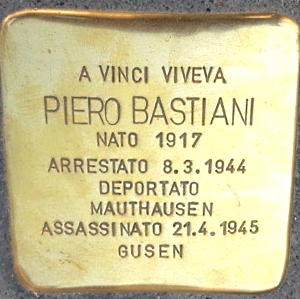 A VINCI VIVEVA
PIERO BASTIANI
NATO 1917
ARRESTATO 8.3.1944
DEPORTATO
MAUTHAUSEN
ASSASSINATO 21.4.1945
GUSEN